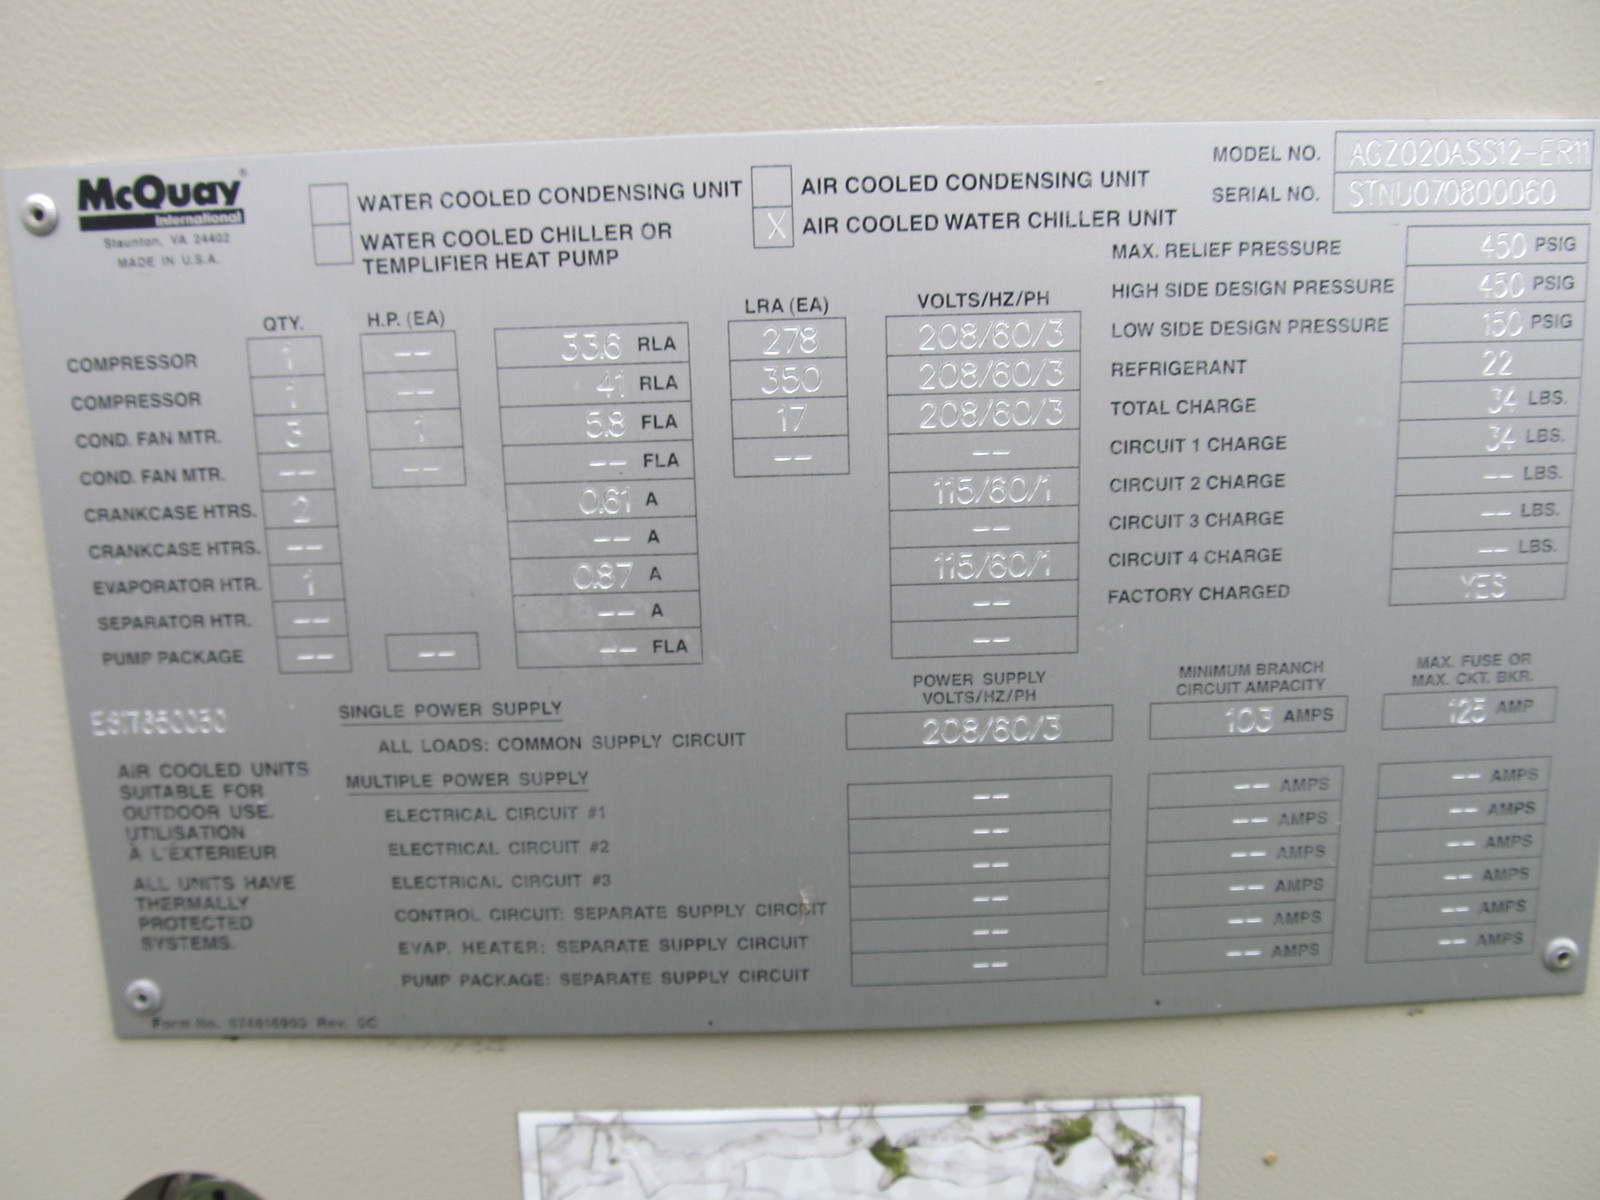 McQuay®
International
Staunton, VA 24402
MADE IN U.S.A.
WATER COOLED CONDENSING UNIT
WATER COOLED CHILLER OR
TEMPLIFIER HEAT PUMP
AIR COOLED CONDENSING UNIT
X AIR COOLED WATER CHILLER UNIT
MODEL NO. AGZ020ASS12-ER11
SERIAL NO. STNU070800060
MAX. RELIEF PRESSURE 450 PSIG
HIGH SIDE DESIGN PRESSURE 450 PSIG
LOW SIDE DESIGN PRESSURE 150 PSIG
REFRIGERANT 22
TOTAL CHARGE 34 LBS.
CIRCUIT 1 CHARGE 34 LBS.
CIRCUIT 2 CHARGE -- LBS.
CIRCUIT 3 CHARGE -- LBS.
CIRCUIT 4 CHARGE -- LBS.
FACTORY CHARGED YES
QTY. H.P. (EA) LRA (EA) VOLTS/HZ/PH
COMPRESSOR 1 -- 33.6 RLA 278 208/60/3
COMPRESSOR 1 -- 41 RLA 350 208/60/3
COND. FAN MTR. 3 1 5.8 FLA 17 208/60/3
COND. FAN MTR. -- -- -- FLA -- --
CRANKCASE HTRS. 2 0.61 A 115/60/1
CRANKCASE HTRS. -- -- A --
EVAPORATOR HTR. 1 0.87 A 115/60/1
SEPARATOR HTR. -- -- A --
PUMP PACKAGE -- -- -- FLA --
POWER SUPPLY
VOLTS/HZ/PH
MINIMUM BRANCH
CIRCUIT AMPACITY
MAX. FUSE OR
MAX. CKT. BKR.
SINGLE POWER SUPPLY
ALL LOADS: COMMON SUPPLY CIRCUIT 208/60/3 103 AMPS 125 AMP
MULTIPLE POWER SUPPLY
ELECTRICAL CIRCUIT #1 -- -- AMPS -- AMPS
ELECTRICAL CIRCUIT #2 -- -- AMPS -- AMPS
ELECTRICAL CIRCUIT #3 -- -- AMPS -- AMPS
CONTROL CIRCUIT: SEPARATE SUPPLY CIRCUIT -- -- AMPS -- AMPS
EVAP. HEATER: SEPARATE SUPPLY CIRCUIT -- -- AMPS -- AMPS
PUMP PACKAGE: SEPARATE SUPPLY CIRCUIT -- -- AMPS -- AMPS
AIR COOLED UNITS
SUITABLE FOR
OUTDOOR USE.
UTILISATION
À L'EXTERIEUR
ALL UNITS HAVE
THERMALLY
PROTECTED
SYSTEMS.
Form No. Rev. 0C